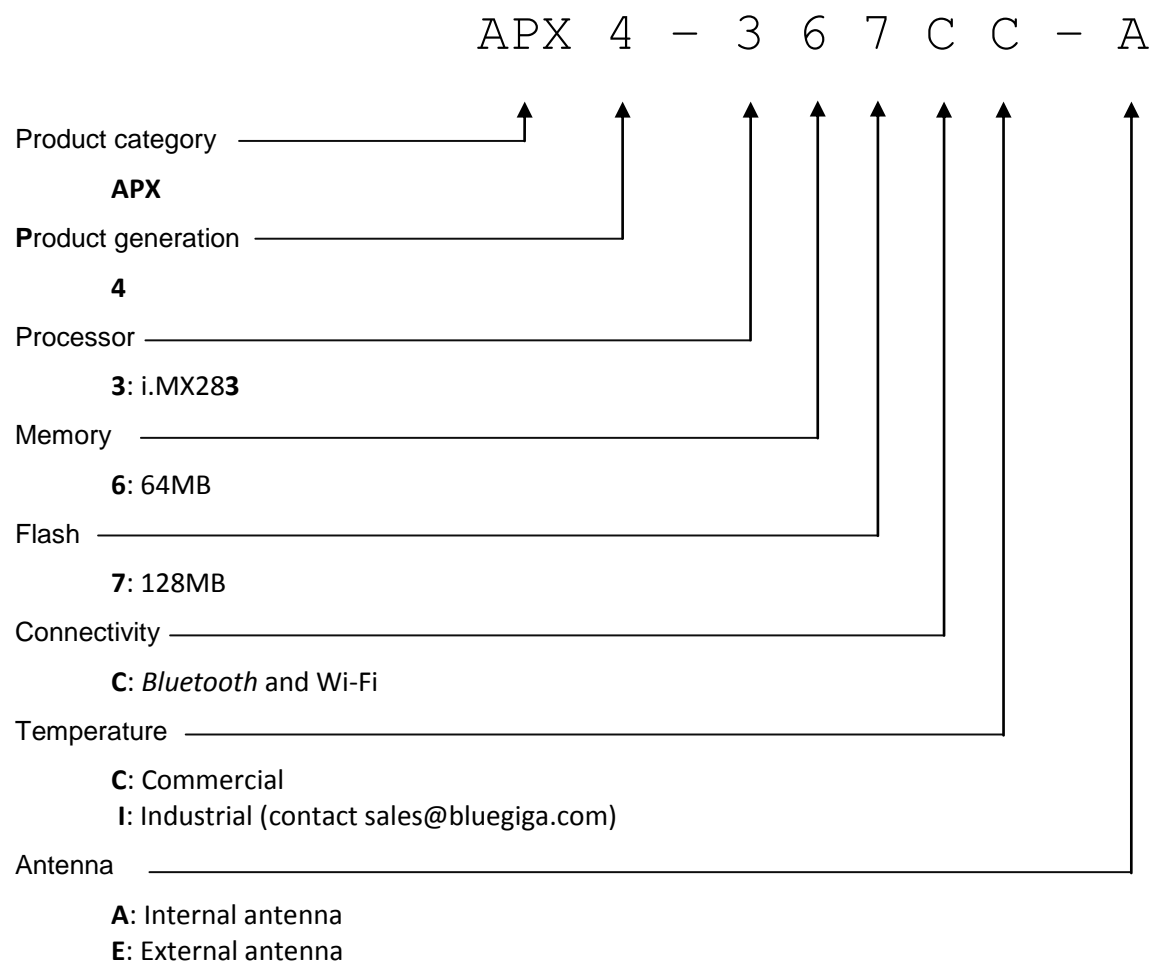 APX 4 – 3 6 7 C C – A
Product category
APX
Product generation
4
Processor
3: i.MX283
Memory
6: 64MB
Flash
7: 128MB
Connectivity
C: Bluetooth and Wi-Fi
Temperature
C: Commercial
I: Industrial (contact sales@bluegiga.com)
Antenna
A: Internal antenna
E: External antenna